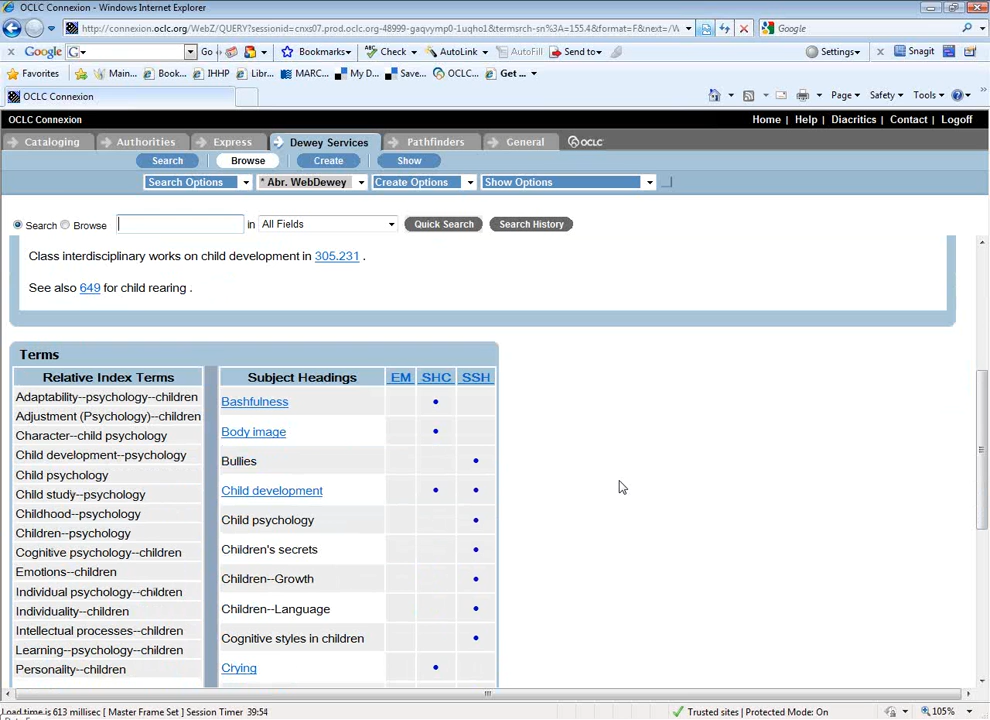 OCLC Connexion - Windows Internet Explorer
http://connexion.oclc.org/WebZ/QUERY?sessionid=cnxs07.prod.oclc.org-48999-gaqvymp0-1uqho1&termsrch-sn%3A=155.4&format=F&next=/W
Google
Google Go Bookmarks Check AutoLink AutoFill Send to Settings Snagit
Favorites Main... Book... IHHP Libr... MARC... My D... Save... OCLC... Get ...
OCLC Connexion Page Safety Tools
OCLC Connexion Home | Help | Diacritics | Contact | Logoff
Cataloging Authorities Express Dewey Services Pathfinders General OCLC
Search Browse Create Show
Search Options * Abr. WebDewey Create Options Show Options
Search Browse in All Fields Quick Search Search History
Class interdisciplinary works on child development in 305.231 .
See also 649 for child rearing .
Terms
Relative Index Terms
Adaptability--psychology--children
Adjustment (Psychology)--children
Character--child psychology
Child development--psychology
Child psychology
Child study--psychology
Childhood--psychology
Children--psychology
Cognitive psychology--children
Emotions--children
Individual psychology--children
Individuality--children
Intellectual processes--children
Learning--psychology--children
Personality--children
Subject Headings EM SHC SSH
Bashfulness
Body image
Bullies
Child development
Child psychology
Children's secrets
Children--Growth
Children--Language
Cognitive styles in children
Crying
Load time is 613 millisec [ Master Frame Set ] Session Timer 39:54
Trusted sites | Protected Mode: On
105%